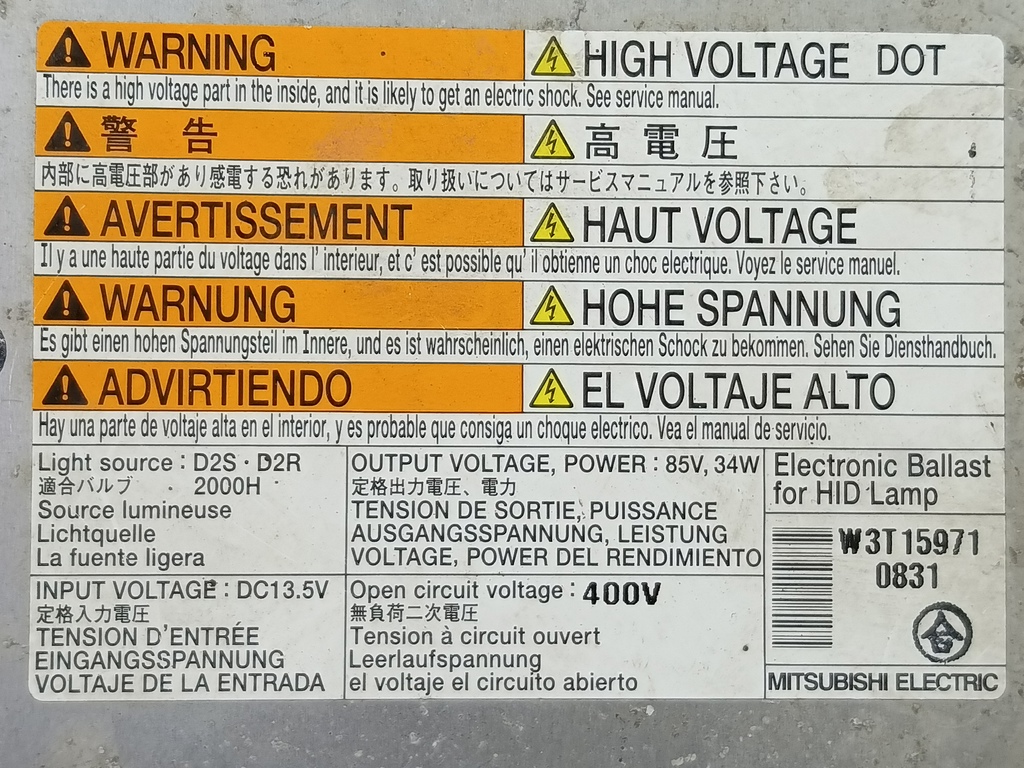 WARNING HIGH VOLTAGE DOT
There is a high voltage part in the inside, and it is likely to get an electric shock. See service manual.
警 告 高 電 圧
内部に高電圧部があり感電する恐れがあります。取り扱いについてはサービスマニュアルを参照下さい。
AVERTISSEMENT HAUT VOLTAGE
Il y a une haute partie du voltage dans l' interieur, et c' est possible qu' il obtienne un choc electrique. Voyez le service manuel.
WARNUNG HOHE SPANNUNG
Es gibt einen hohen Spannungsteil im Innere, und es ist wahrscheinlich, einen elektrischen Schock zu bekommen. Sehen Sie Diensthandbuch.
ADVIRTIENDO EL VOLTAJE ALTO
Hay una parte de voltaje alta en el interior, y es probable que consiga un choque electrico. Vea el manual de servicio.
Light source : D2S · D2R
適合バルブ 2000H
Source lumineuse
Lichtquelle
La fuente ligera
OUTPUT VOLTAGE, POWER : 85V, 34W
定格出力電圧、電力
TENSION DE SORTIE, PUISSANCE
AUSGANGSSPANNUNG, LEISTUNG
VOLTAGE, POWER DEL RENDIMIENTO
Electronic Ballast
for HID Lamp
INPUT VOLTAGE : DC13.5V
定格入力電圧
TENSION D'ENTRÉE
EINGANGSSPANNUNG
VOLTAJE DE LA ENTRADA
Open circuit voltage : 400V
無負荷二次電圧
Tension à circuit ouvert
Leerlaufspannung
el voltaje el circuito abierto
W3T15971
0831
合
MITSUBISHI ELECTRIC